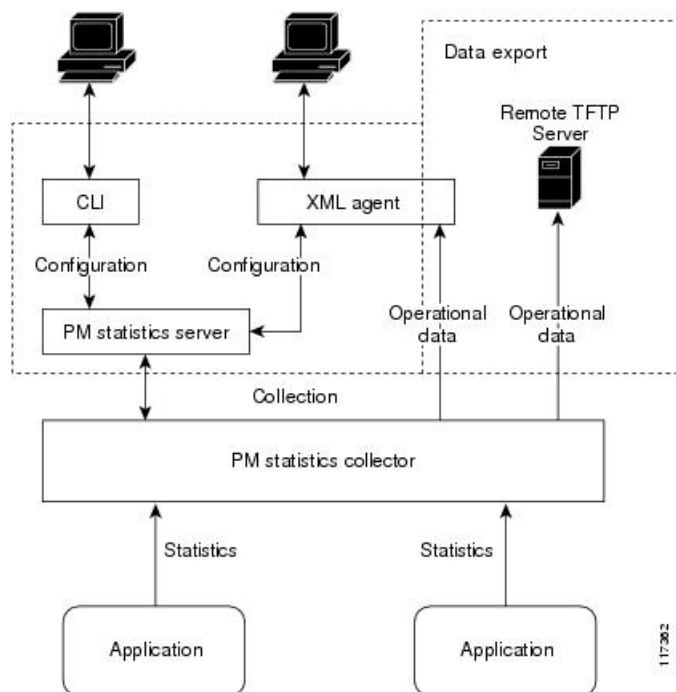 Data export
Remote TFTP
Server
CLI
XML agent
Configuration
Configuration
PM statistics server
Operational
data
Operational
data
Collection
PM statistics collector
Statistics
Statistics
Application
Application
117362